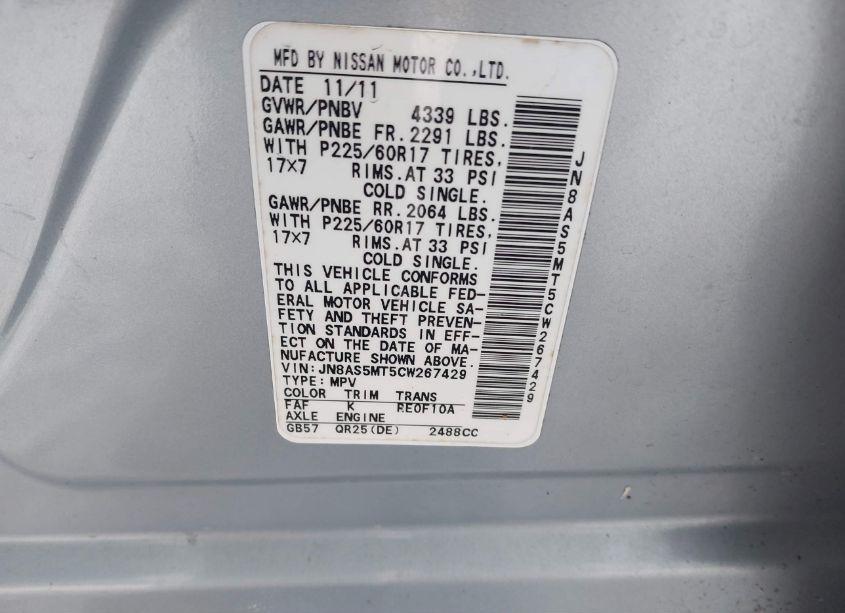 MFD BY NISSAN MOTOR CO.,LTD.
DATE 11/11
GVWR/PNBV 4339 LBS.
GAWR/PNBE FR.2291 LBS.
WITH P225/60R17 TIRES,
17×7 RIMS.AT 33 PSI
COLD SINGLE.
GAWR/PNBE RR.2064 LBS.
WITH P225/60R17 TIRES,
17×7 RIMS.AT 33 PSI
COLD SINGLE.
THIS VEHICLE CONFORMS
TO ALL APPLICABLE FED-
ERAL MOTOR VEHICLE SA-
FETY AND THEFT PREVEN-
TION STANDARDS IN EFF-
ECT ON THE DATE OF MA-
NUFACTURE SHOWN ABOVE.
VIN:JN8AS5MT5CW267429
TYPE:MPV
COLOR TRIM TRANS
FAF K RE0F10A
AXLE ENGINE
GB57 QR25(DE) 2488CC
JN8AS5MT5CW267429